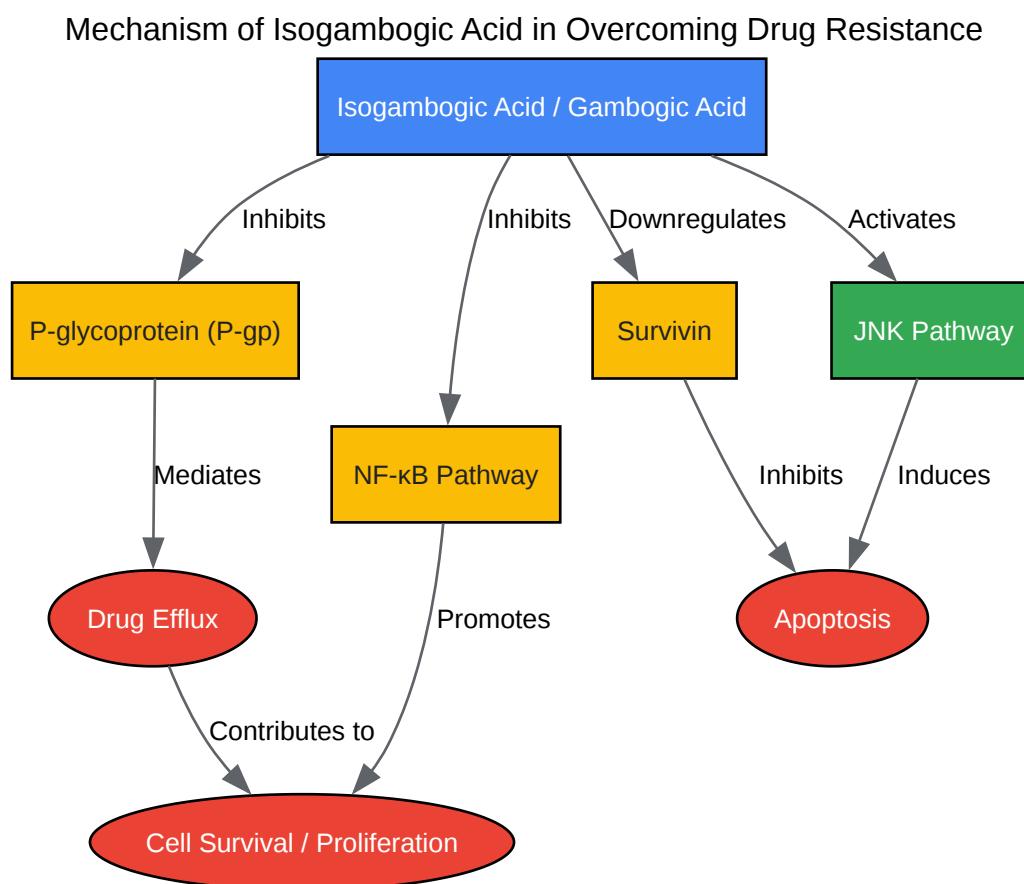 Mechanism of Isogambogic Acid in Overcoming Drug Resistance
Isogambogic Acid / Gambogic Acid
Inhibits
Inhibits
Downregulates
Activates
P-glycoprotein (P-gp)
Survivin
JNK Pathway
Mediates
NF-κB Pathway
Inhibits
Induces
Drug Efflux
Promotes
Apoptosis
Contributes to
Cell Survival / Proliferation